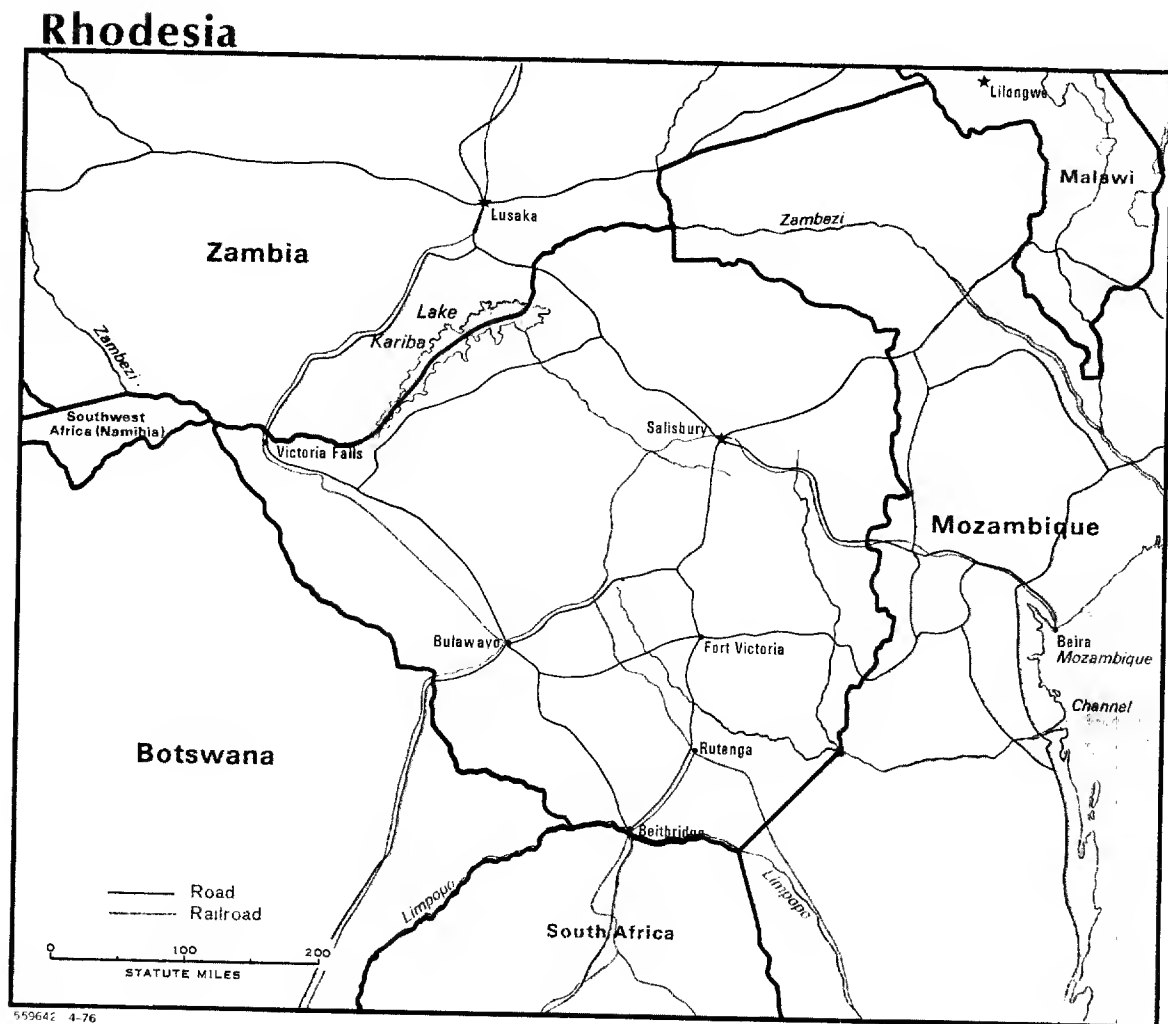 Rhodesia
Lilongwe
Malawi
Lusaka
Zambezi
Zambia
Lake
Kariba
Zambezi
Southwest
Africa (Namibia)
Salisbury
Victoria Falls
Mozambique
Bulawayo
Fort Victoria
Beira
Mozambique
Channel
Botswana
Rutenga
Beitbridge
Limpopo
Limpopo
Road
Railroad
South Africa
0 100 200
STATUTE MILES
559642 4-76